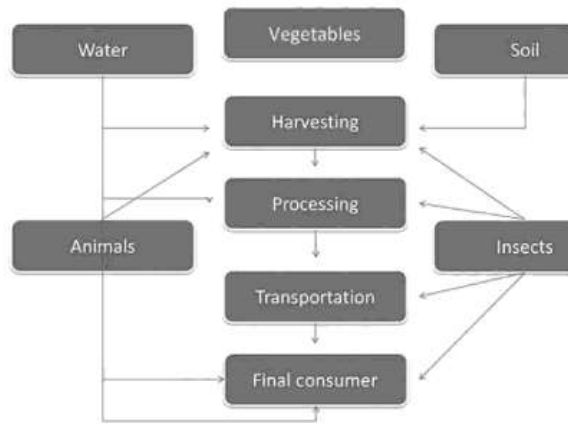 Water
Vegetables
Soil
Harvesting
Processing
Animals
Insects
Transportation
Final consumer